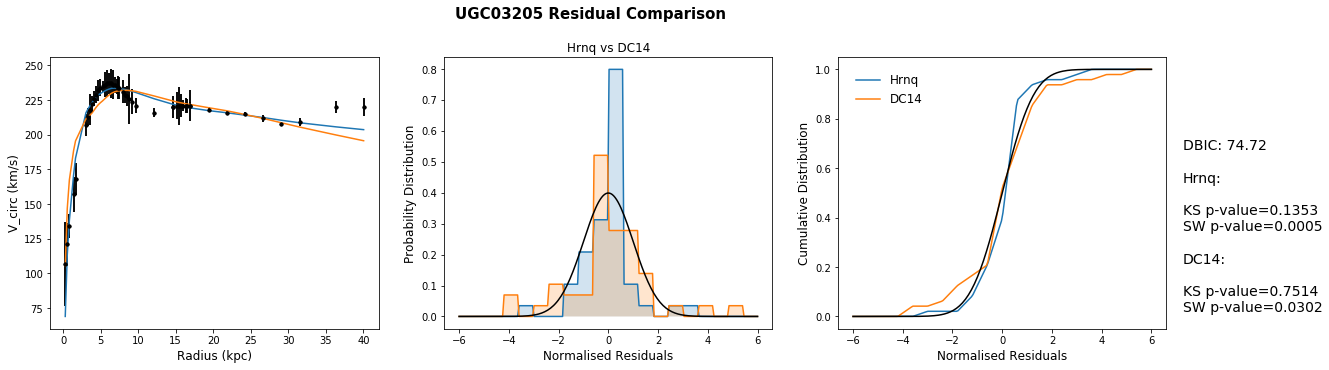 UGC03205 Residual Comparison
V_circ (km/s)
250
225
200
175
150
125
100
75
0 5 10 15 20 25 30 35 40
Radius (kpc)
Hrnq vs DC14
Probability Distribution
0.8
0.7
0.6
0.5
0.4
0.3
0.2
0.1
0.0
−6 −4 −2 0 2 4 6
Normalised Residuals
Cumulative Distribution
1.0
0.8
0.6
0.4
0.2
0.0
Hrnq
DC14
−6 −4 −2 0 2 4 6
Normalised Residuals
DBIC: 74.72
Hrnq:
KS p-value=0.1353
SW p-value=0.0005
DC14:
KS p-value=0.7514
SW p-value=0.0302